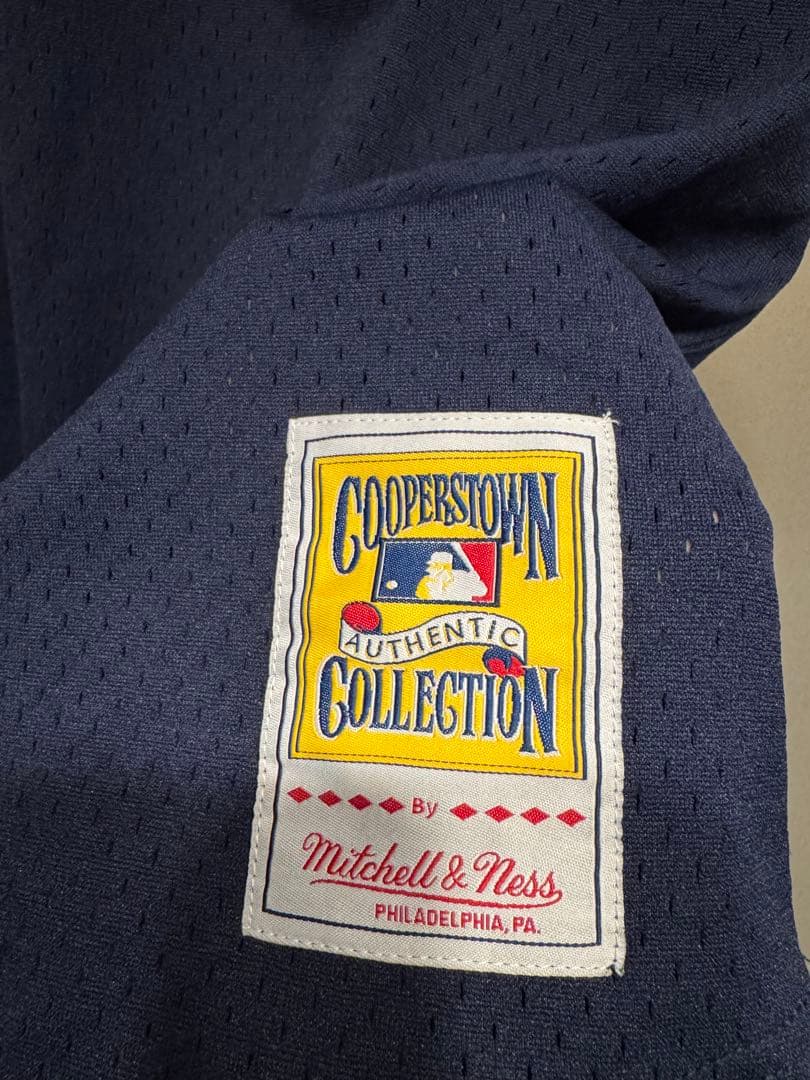 COOPERSTOWN
AUTHENTIC
COLLECTION
By
Mitchell & Ness
PHILADELPHIA, PA.